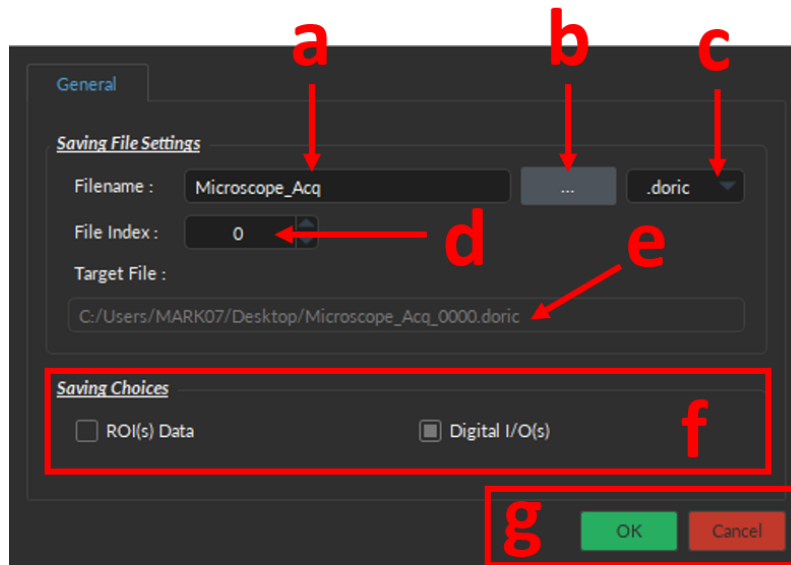 a b c
General
Saving File Settings
Filename : Microscope_Acq ... .doric
File Index : 0 d e
Target File :
C:/Users/MARK07/Desktop/Microscope_Acq_0000.doric
Saving Choices
ROI(s) Data Digital I/O(s) f
g OK Cancel